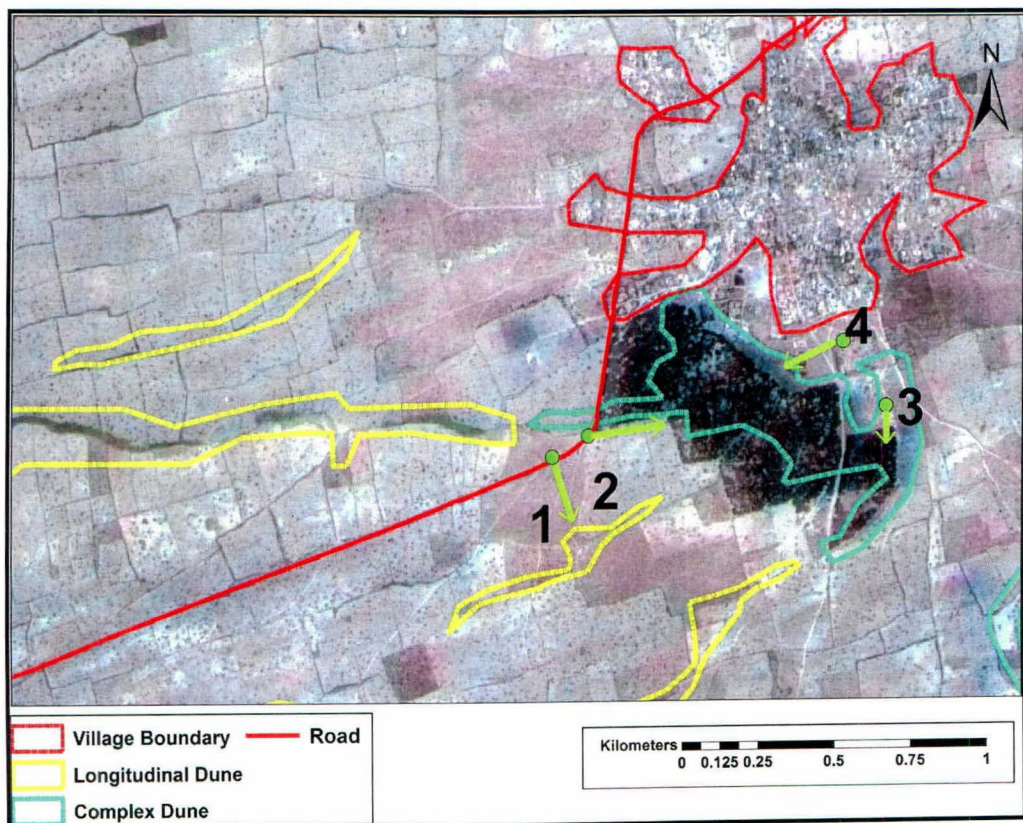 N
4
3
2
1
Village Boundary Road
Longitudinal Dune
Complex Dune
Kilometers
0 0.125 0.25 0.5 0.75 1